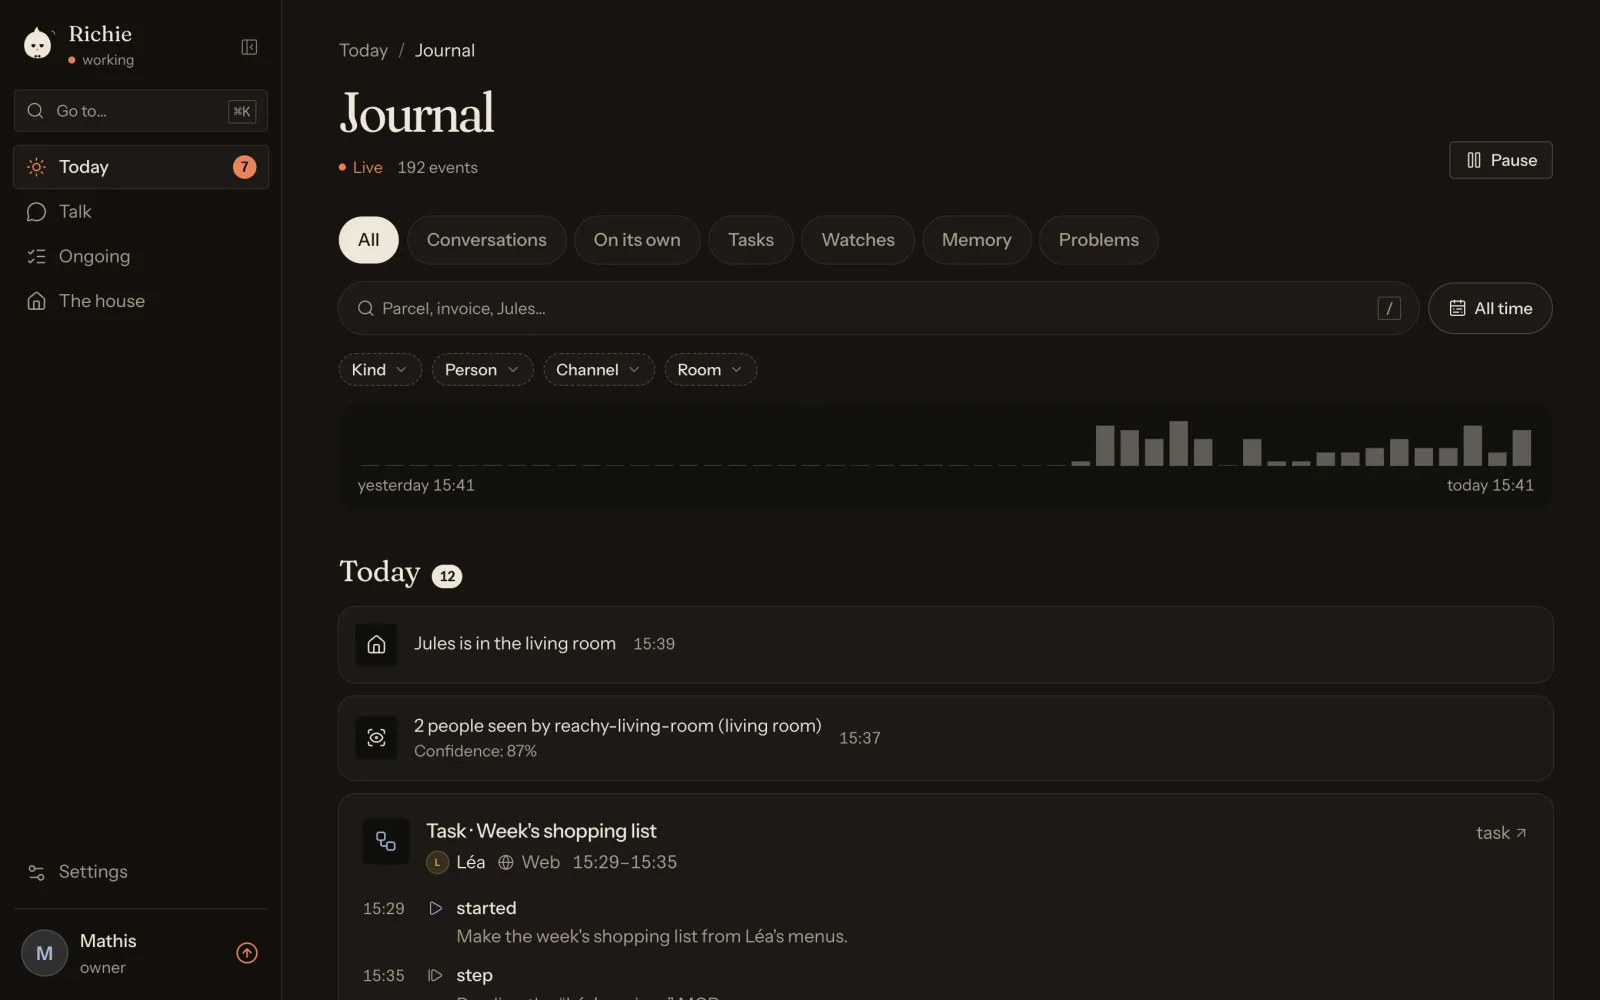 Richie
working
Go to...
⌘K
Today
7
Talk
Ongoing
The house
Settings
M
Mathis
owner
Today / Journal
Journal
Live 192 events
Pause
All
Conversations
On its own
Tasks
Watches
Memory
Problems
Parcel, invoice, Jules...
/
All time
Kind
Person
Channel
Room
yesterday 15:41
today 15:41
Today 12
Jules is in the living room 15:39
2 people seen by reachy-living-room (living room)
Confidence: 87%
15:37
Task · Week's shopping list
task
L Léa Web 15:29–15:35
15:29 started
Make the week's shopping list from Léa's menus.
15:35 step